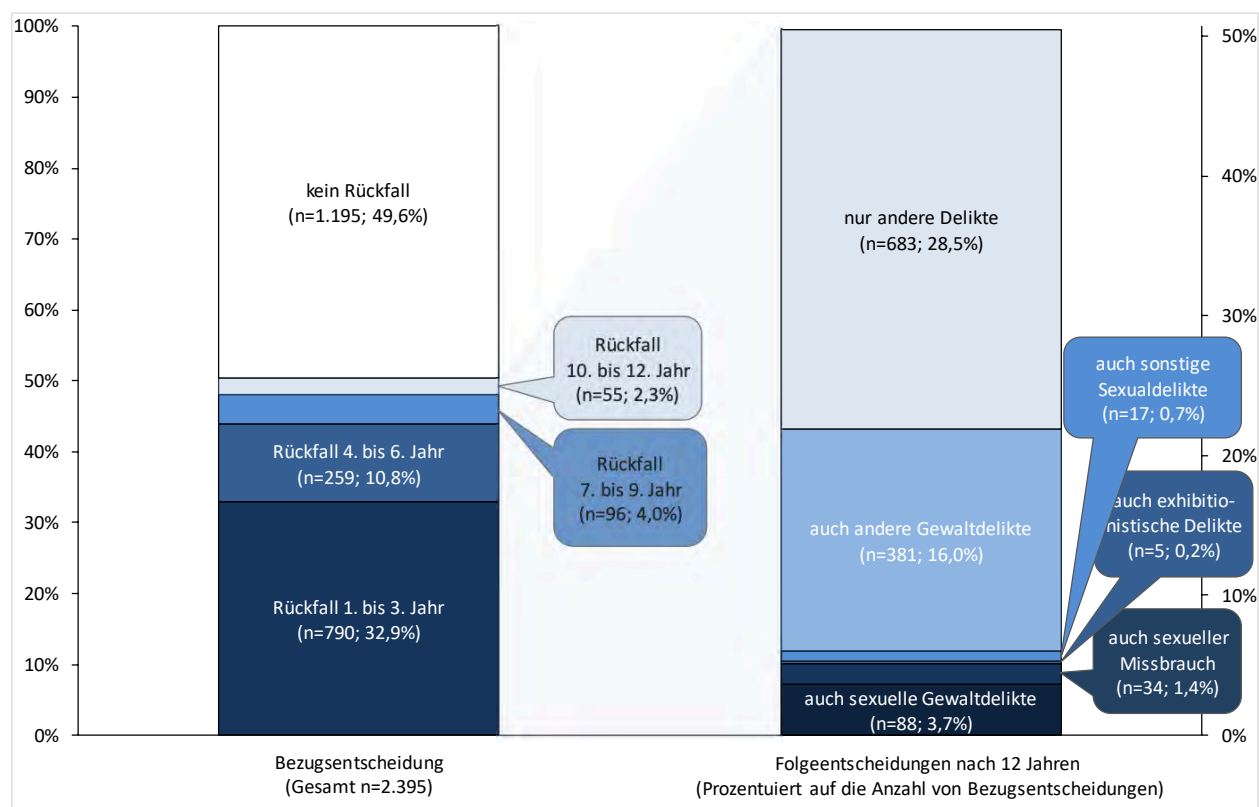 100%
90%
80%
70%
60%
50%
40%
30%
20%
10%
0%
kein Rückfall
(n=1.195; 49,6%)
Rückfall 4. bis 6. Jahr
(n=259; 10,8%)
Rückfall 1. bis 3. Jahr
(n=790; 32,9%)
Rückfall
10. bis 12. Jahr
(n=55; 2,3%)
Rückfall
7. bis 9. Jahr
(n=96; 4,0%)
nur andere Delikte
(n=683; 28,5%)
auch andere Gewaltdelikte
(n=381; 16,0%)
auch sexuelle Gewaltdelikte
(n=88; 3,7%)
auch sonstige
Sexualdelikte
(n=17; 0,7%)
auch exhibitio-
nistische Delikte
(n=5; 0,2%)
auch sexueller
Missbrauch
(n=34; 1,4%)
50%
40%
30%
20%
10%
0%
Bezugsentscheidung
(Gesamt n=2.395)
Folgeentscheidungen nach 12 Jahren
(Prozentuiert auf die Anzahl von Bezugsentscheidungen)